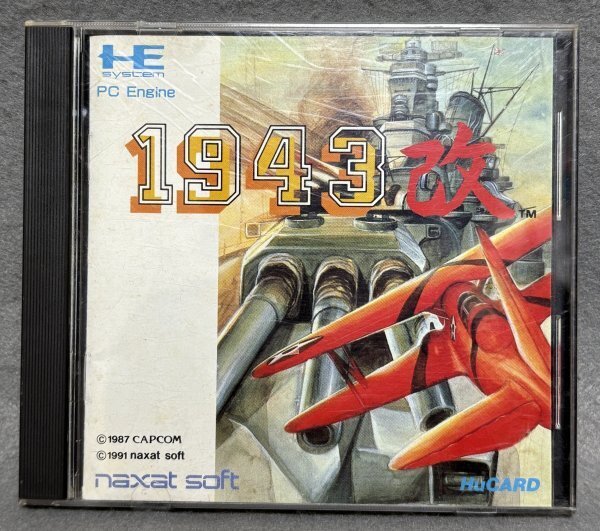 HE
system
PC Engine
1943改
TM
©1987 CAPCOM
©1991 naxat soft
naxat soft
HuCARD